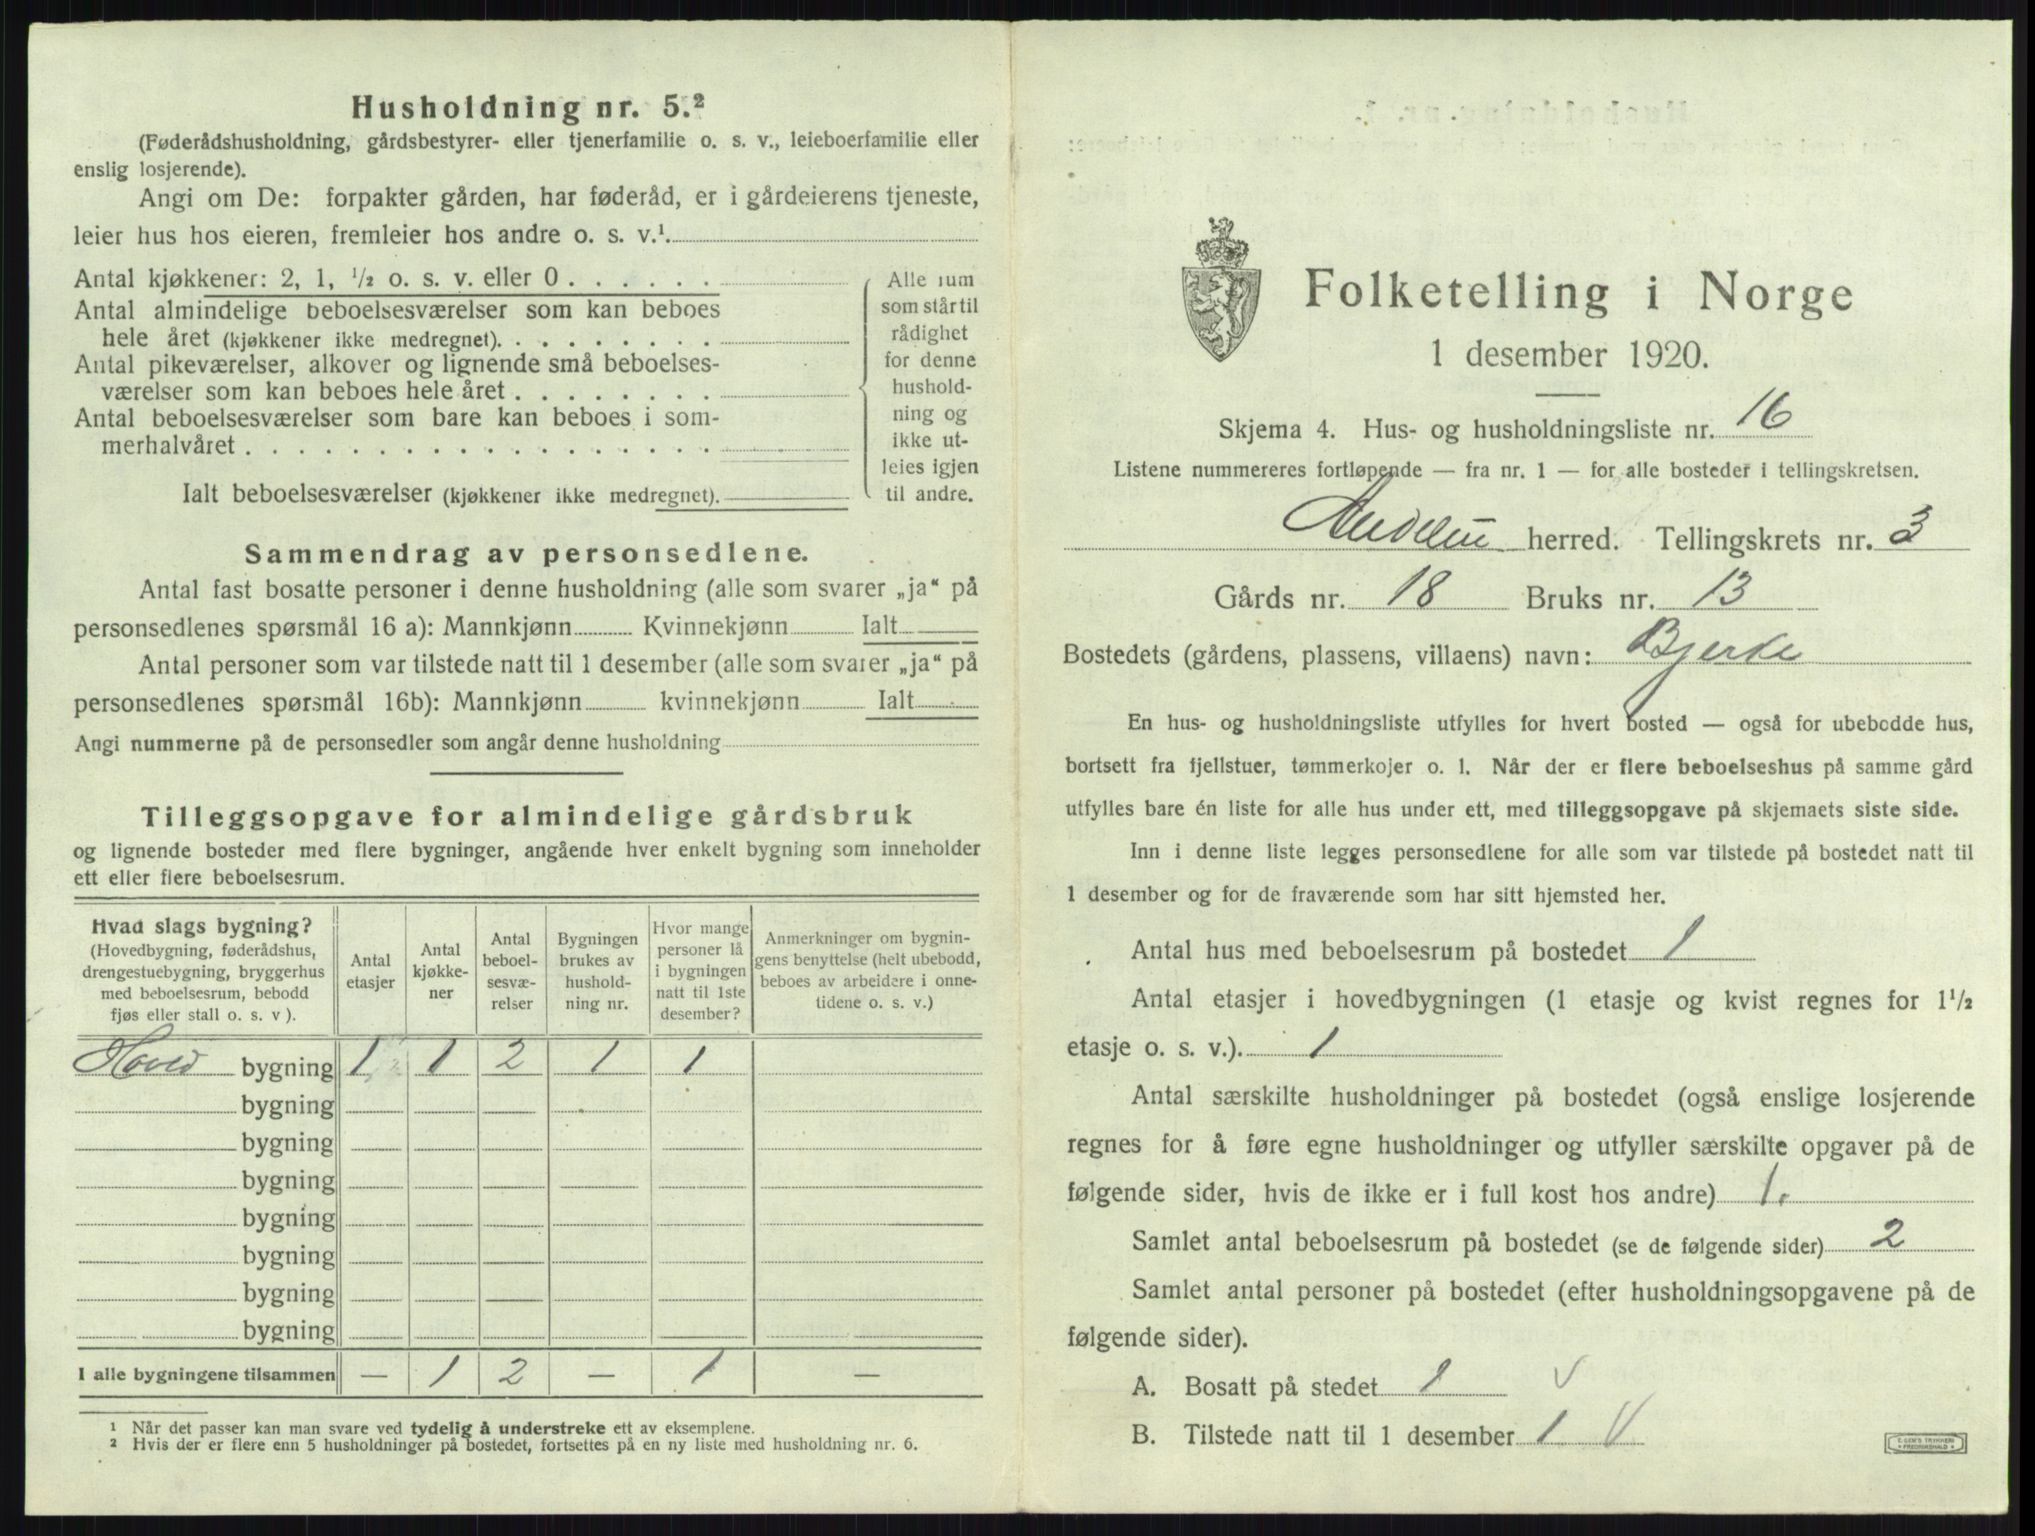 Husholdning nr. 5.²
(Føderådshusholdning, gårdsbestyrer- eller tjenerfamilie o. s. v., leieboerfamilie eller
enslig losjerende).
Angi om De: forpakter gården, har føderåd, er i gårdeierens tjeneste,
leier hus hos eieren, fremleier hos andre o. s. v.¹.
Antal kjøkkener: 2, 1, ½ o. s. v. eller 0 . . . . . .
Antal almindelige beboelsesværelser som kan beboes
hele året (kjøkkener ikke medregnet). . . . . . . . .
Antal pikeværelser, alkover og lignende små beboelses-
værelser som kan beboes hele året . . . . . . . .
Antal beboelsesværelser som bare kan beboes i som-
merhalvåret . . . . . . . . . . . . . . . . . .
Ialt beboelsesværelser (kjøkkener ikke medregnet).
Alle rum
som står til
rådighet
for denne
hushold-
ning og
ikke ut-
leies igjen
til andre.
Sammendrag av personsedlene.
Antal fast bosatte personer i denne husholdning (alle som svarer „ja“ på
personsedlenes spørsmål 16 a): Mannkjønn Kvinnekjønn Ialt
Antal personer som var tilstede natt til 1 desember (alle som svarer „ja“ på
personsedlenes spørsmål 16b): Mannkjønn kvinnekjønn Ialt
Angi nummerne på de personsedler som angår denne husholdning
Tilleggsopgave for almindelige gårdsbruk
og lignende bosteder med flere bygninger, angående hver enkelt bygning som inneholder
ett eller flere beboelsesrum.
Hvad slags bygning?
(Hovedbygning, føderådshus,
drengestuebygning, bryggerhus
med beboelsesrum, bebodd
fjøs eller stall o. s. v ).
Antal
etasjer
Antal
kjøkke-
ner
Antal
beboel-
sesvæ-
relser
Bygningen
brukes av
hushold-
ning nr.
Hvor mange
personer lå
i bygningen
natt til 1ste
desember?
Anmerkninger om bygnin-
gens benyttelse (helt ubebodd,
beboes av arbeidere i onne-
tidene o. s. v.)
Hoved bygning 1 1 2 1 1
bygning
bygning
bygning
bygning
bygning
bygning
bygning
I alle bygningene tilsammen — 1 2 — 1 —
¹ Når det passer kan man svare ved tydelig å understreke ett av eksemplene.
² Hvis der er flere enn 5 husholdninger på bostedet, fortsettes på en ny liste med husholdning nr. 6.
Folketelling i Norge
1 desember 1920.
Skjema 4. Hus- og husholdningsliste nr. 16
Listene nummereres fortløpende — fra nr. 1 — for alle bosteder i tellingskretsen.
herred. Tellingskrets nr. 3
Gårds nr. 18 Bruks nr. 13
Bostedets (gårdens, plassens, villaens) navn: Bjerke
En hus- og husholdningsliste utfylles for hvert bosted — også for ubebodde hus,
bortsett fra fjellstuer, tømmerkojer o. l. Når der er flere beboelseshus på samme gård
utfylles bare én liste for alle hus under ett, med tilleggsopgave på skjemaets siste side.
Inn i denne liste legges personsedlene for alle som var tilstede på bostedet natt til
1 desember og for de fraværende som har sitt hjemsted her.
Antal hus med beboelsesrum på bostedet 1
Antal etasjer i hovedbygningen (1 etasje og kvist regnes for 1½
etasje o. s. v.). 1
Antal særskilte husholdninger på bostedet (også enslige losjerende
regnes for å føre egne husholdninger og utfyller særskilte opgaver på de
følgende sider, hvis de ikke er i full kost hos andre) 1.
Samlet antal beboelsesrum på bostedet (se de følgende sider) 2
Samlet antal personer på bostedet (efter husholdningsopgavene på de
følgende sider).
A. Bosatt på stedet 1 V
B. Tilstede natt til 1 desember 1 V